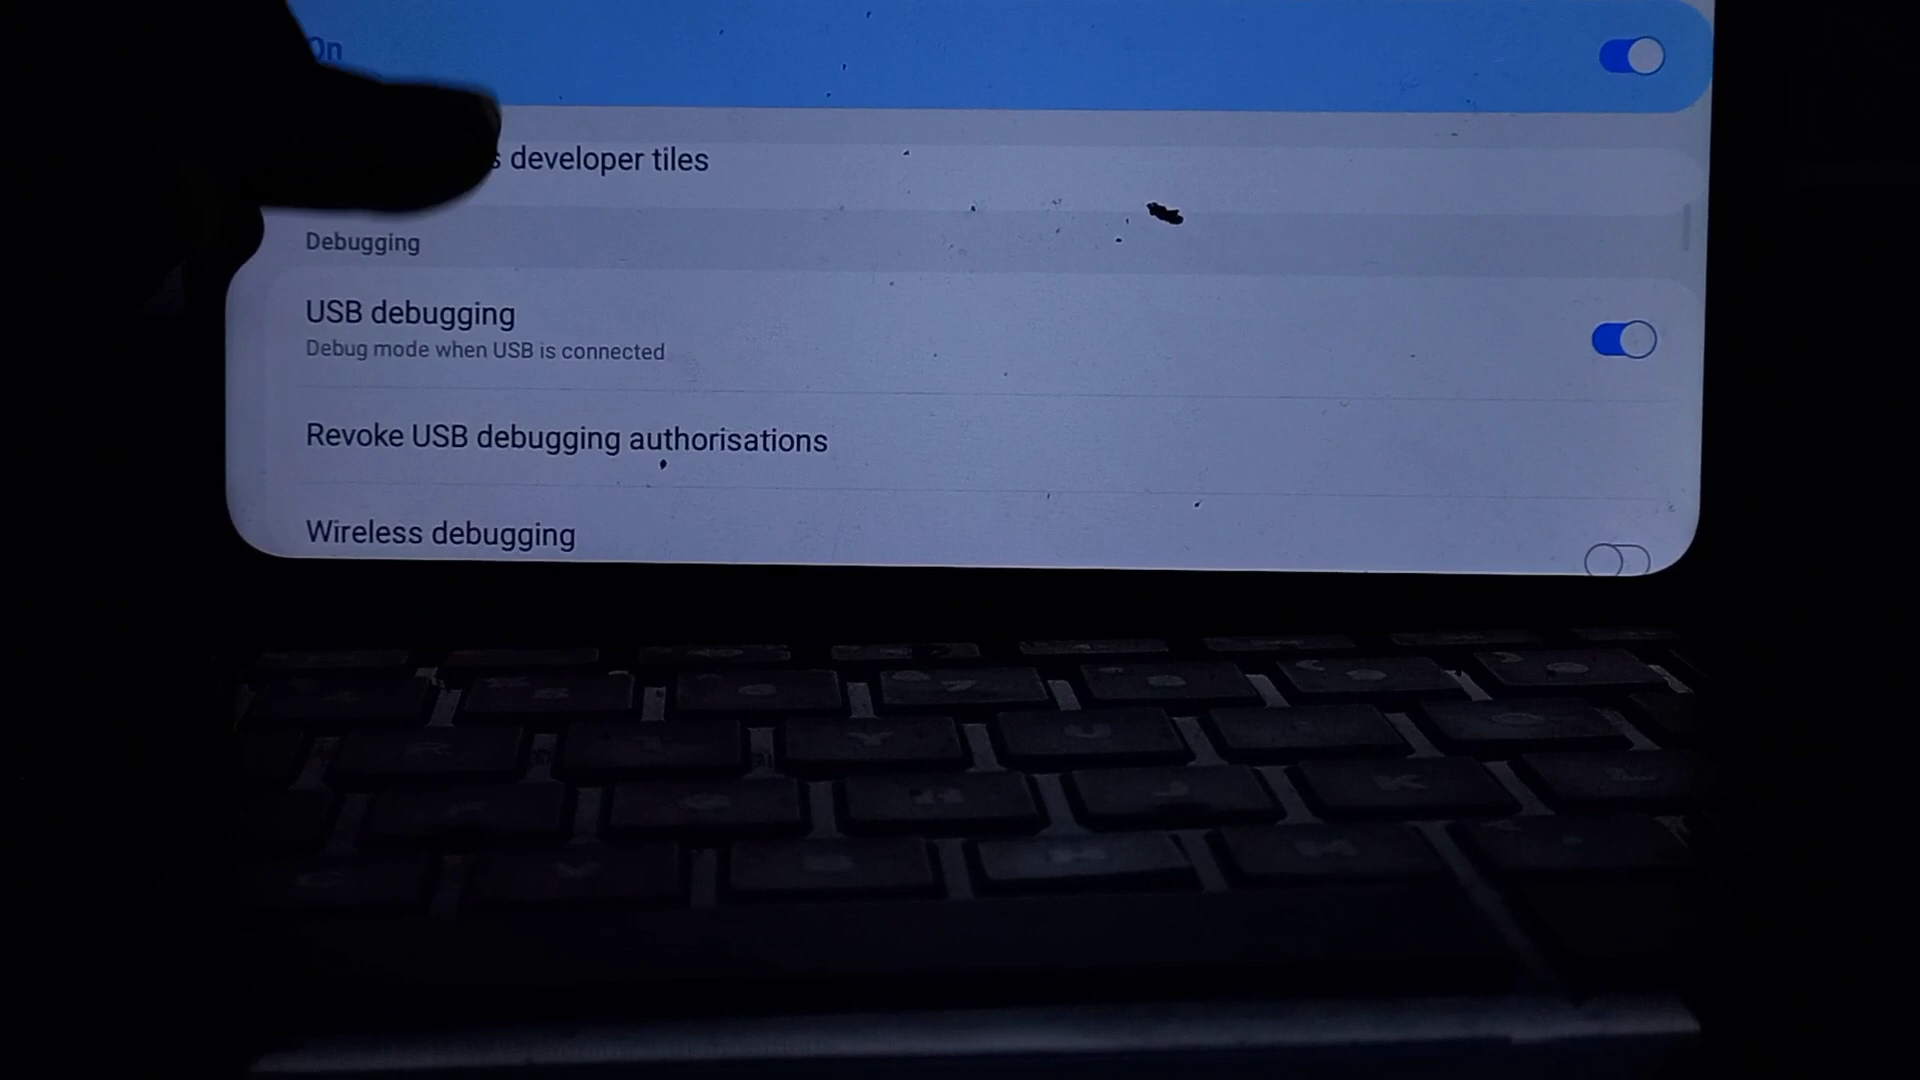 On
developer tiles
Debugging
USB debugging
Debug mode when USB is connected
Revoke USB debugging authorisations
Wireless debugging